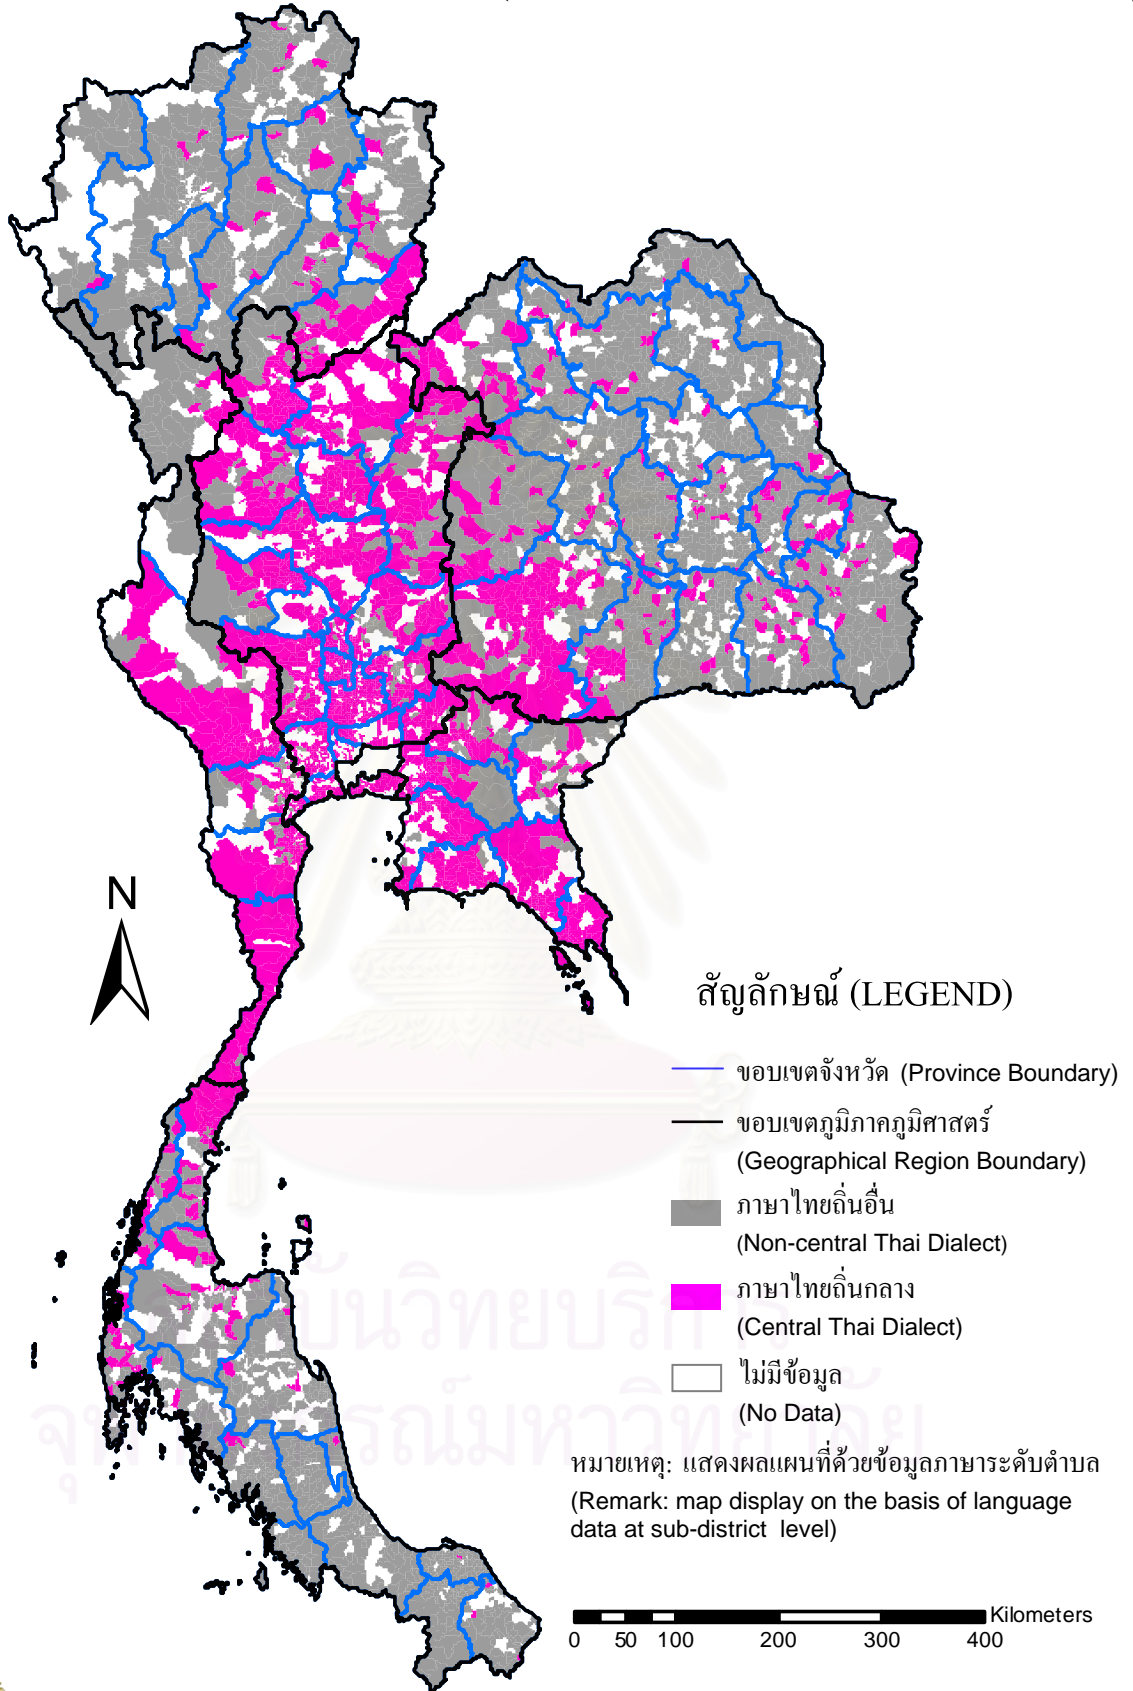 N
สัญลักษณ์ (LEGEND)
ขอบเขตจังหวัด (Province Boundary)
ขอบเขตภูมิภาคภูมิศาสตร์
(Geographical Region Boundary)
ภาษาไทยถิ่นอื่น
(Non-central Thai Dialect)
ภาษาไทยถิ่นกลาง
(Central Thai Dialect)
ไม่มีข้อมูล
(No Data)
หมายเหตุ: แสดงผลแผนที่ด้วยข้อมูลภาษาระดับตำบล
(Remark: map display on the basis of language
data at sub-district level)
Kilometers
0 50 100 200 300 400